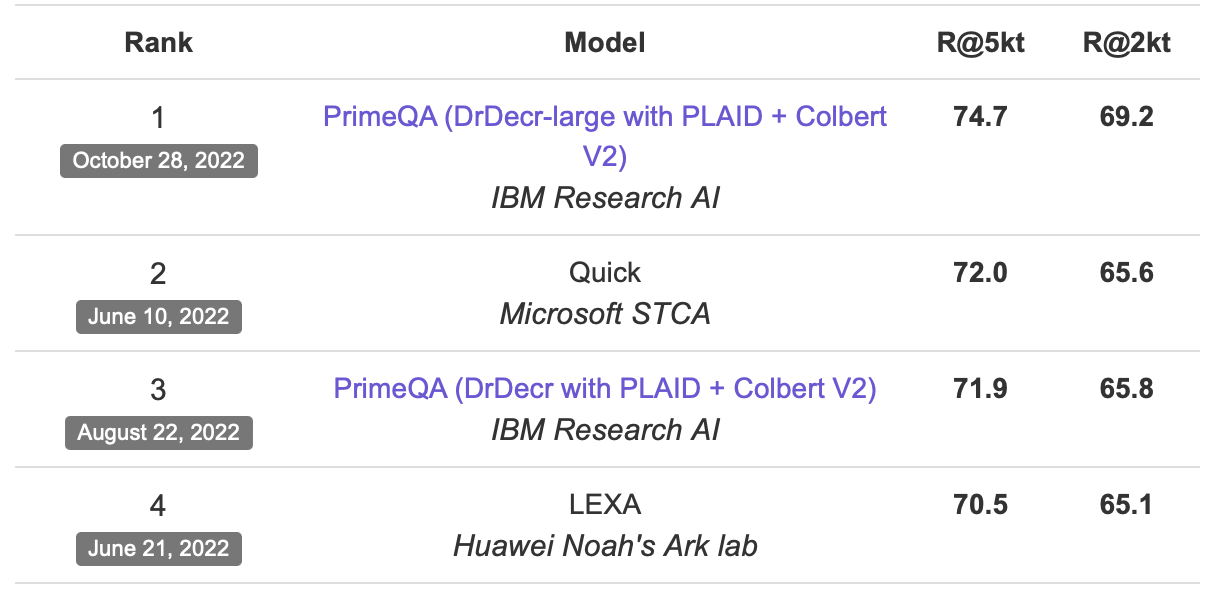 Rank Model R@5kt R@2kt
1 PrimeQA (DrDecr-large with PLAID + Colbert 74.7 69.2
October 28, 2022 V2)
IBM Research AI
2 Quick 72.0 65.6
June 10, 2022 Microsoft STCA
3 PrimeQA (DrDecr with PLAID + Colbert V2) 71.9 65.8
August 22, 2022 IBM Research AI
4 LEXA 70.5 65.1
June 21, 2022 Huawei Noah's Ark lab